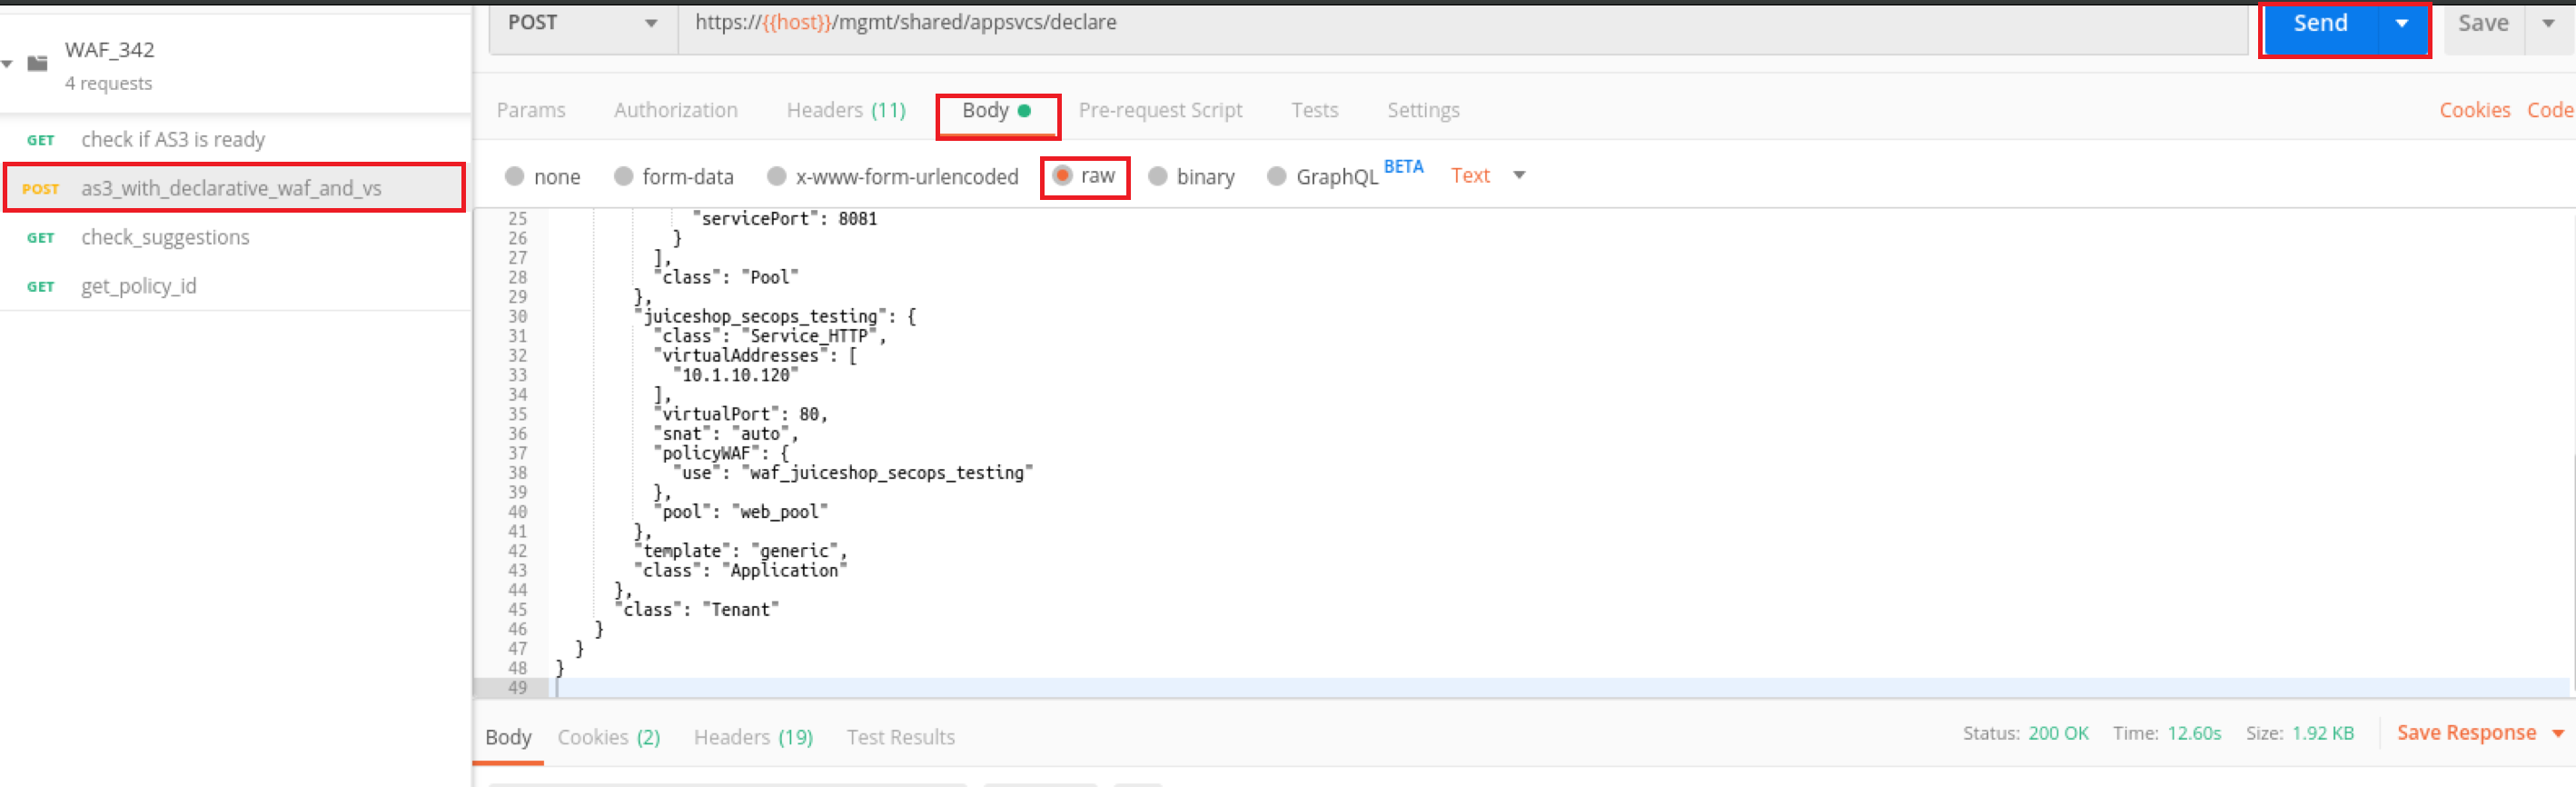 WAF_342
4 requests
GET check if AS3 is ready
POST as3_with_declarative_waf_and_vs
GET check_suggestions
GET get_policy_id
POST https://{{host}}/mgmt/shared/appsvcs/declare Send Save
Params Authorization Headers (11) Body Pre-request Script Tests Settings Cookies Code
none form-data x-www-form-urlencoded raw binary GraphQL BETA Text
25 "servicePort": 8081
26 }
27 ],
28 "class": "Pool"
29 },
30 "juiceshop_secops_testing": {
31 "class": "Service_HTTP",
32 "virtualAddresses": [
33 "10.1.10.120"
34 ],
35 "virtualPort": 80,
36 "snat": "auto",
37 "policyWAF": {
38 "use": "waf_juiceshop_secops_testing"
39 },
40 "pool": "web_pool"
41 },
42 "template": "generic",
43 "class": "Application"
44 },
45 "class": "Tenant"
46 }
47 }
48 }
49
Body Cookies (2) Headers (19) Test Results Status: 200 OK Time: 12.60s Size: 1.92 KB Save Response